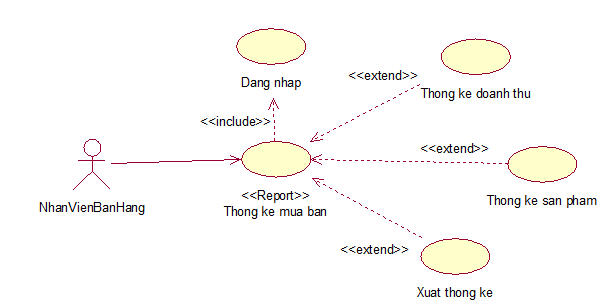 Dang nhap
<<extend>>
Thong ke doanh thu
<<include>>
<<extend>>
NhanVienBanHang
<<Report>>
Thong ke mua ban
Thong ke san pham
<<extend>>
Xuat thong ke